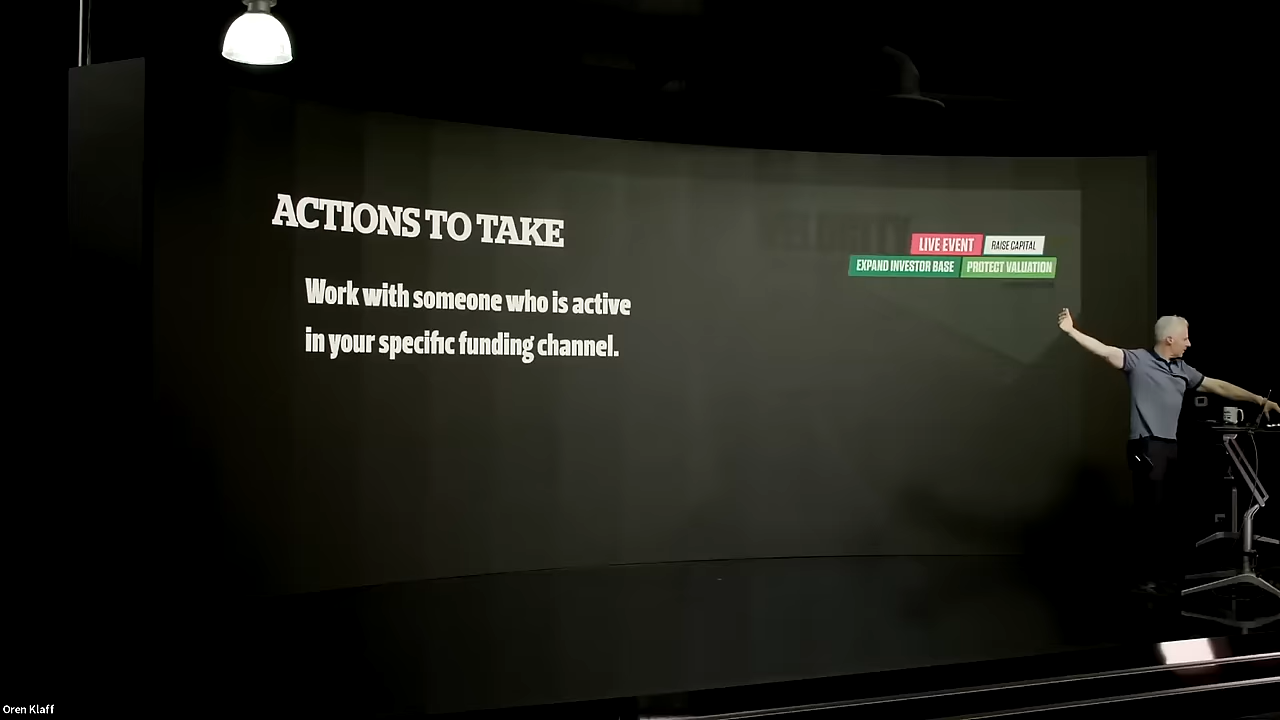 ACTIONS TO TAKE
Work with someone who is active
in your specific funding channel.
LIVE EVENT RAISE CAPITAL
EXPAND INVESTOR BASE PROTECT VALUATION
Oren Klaff